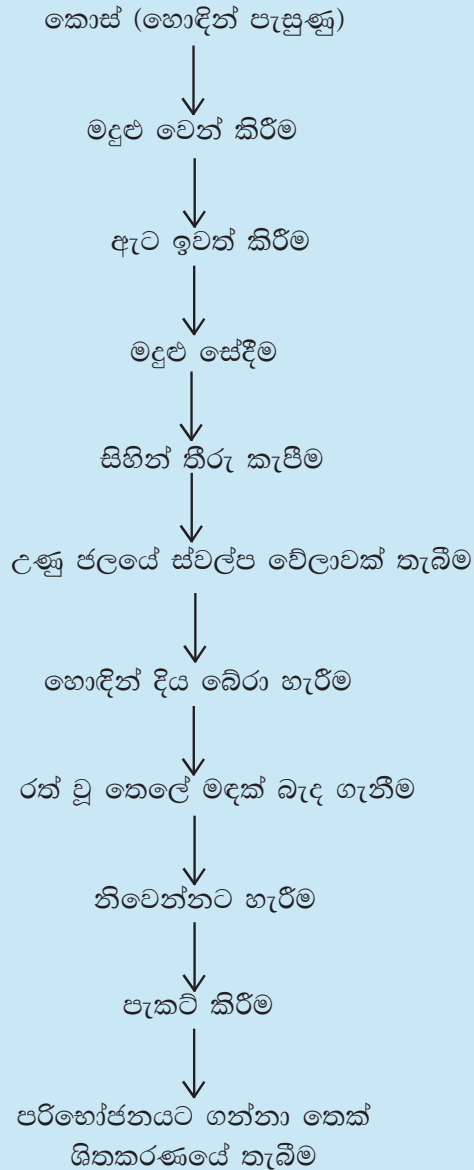 කොස් (හොඳින් පැසුණු)
මදුළු වෙන් කිරීම
ඇට ඉවත් කිරීම
මදුළු සේදීම
සිහින් තීරු කැපීම
උණු ජලයේ ස්වල්ප වේලාවක් තැබීම
හොඳින් දිය බේරා හැරීම
රත් වූ තෙලේ මඳක් බැද ගැනීම
නිවෙන්නට හැරීම
පැකට් කිරීම
පරිභෝජනයට ගන්නා තෙක්
ශිතකරණයේ තැබීම